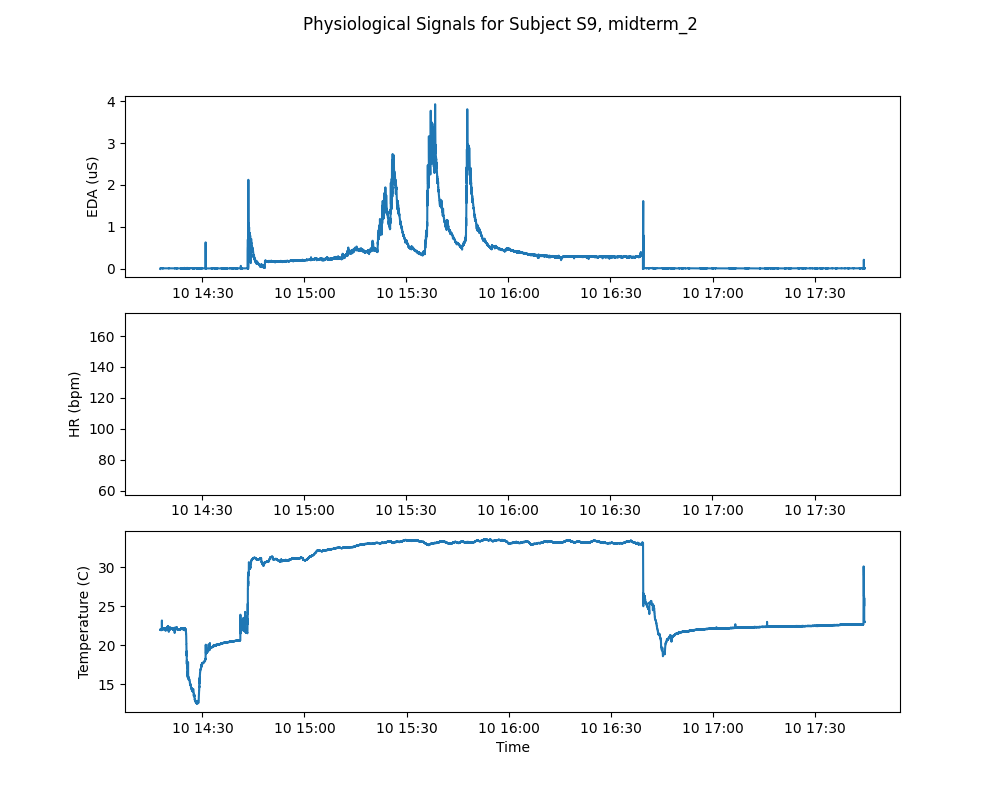 Physiological Signals for Subject S9, midterm_2
4
3
2
1
0
EDA (uS)
10 14:30 10 15:00 10 15:30 10 16:00 10 16:30 10 17:00 10 17:30
160
140
120
100
80
60
HR (bpm)
10 14:30 10 15:00 10 15:30 10 16:00 10 16:30 10 17:00 10 17:30
30
25
20
15
Temperature (C)
10 14:30 10 15:00 10 15:30 10 16:00 10 16:30 10 17:00 10 17:30
Time